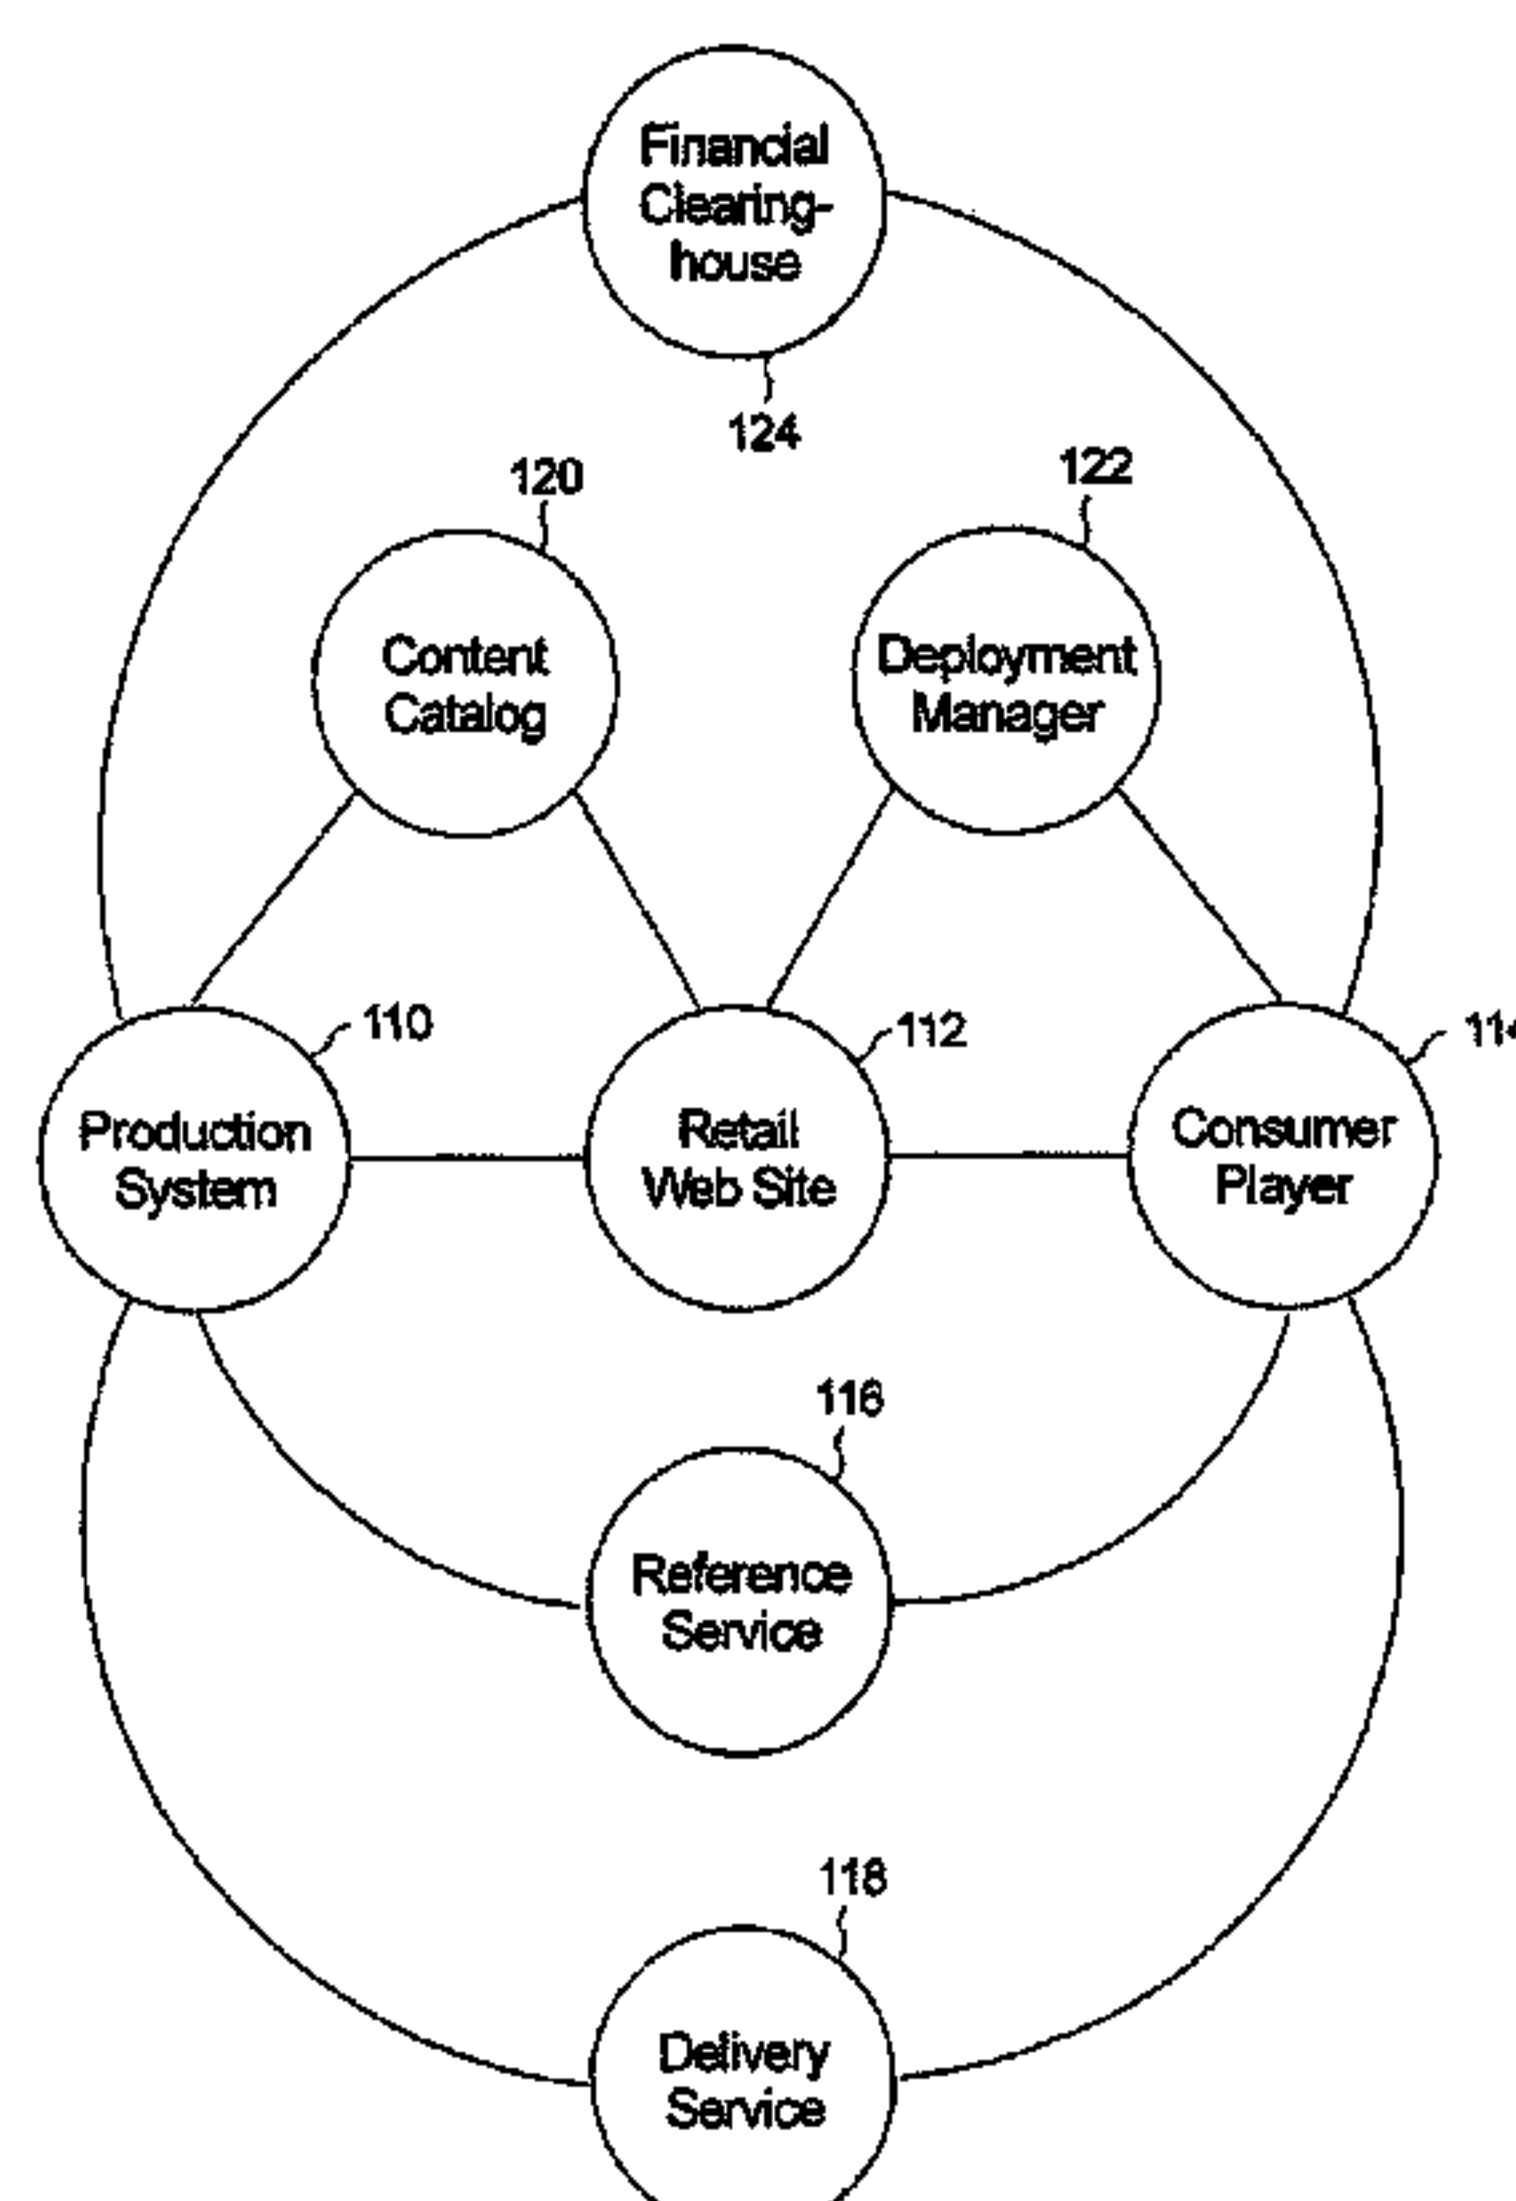 Financial
Clearing-
house
124
120
122
Content
Catalog
Deployment
Manager
110
112
Production
System
Retail
Web Site
Consumer
Player
116
Reference
Service
118
Delivery
Service